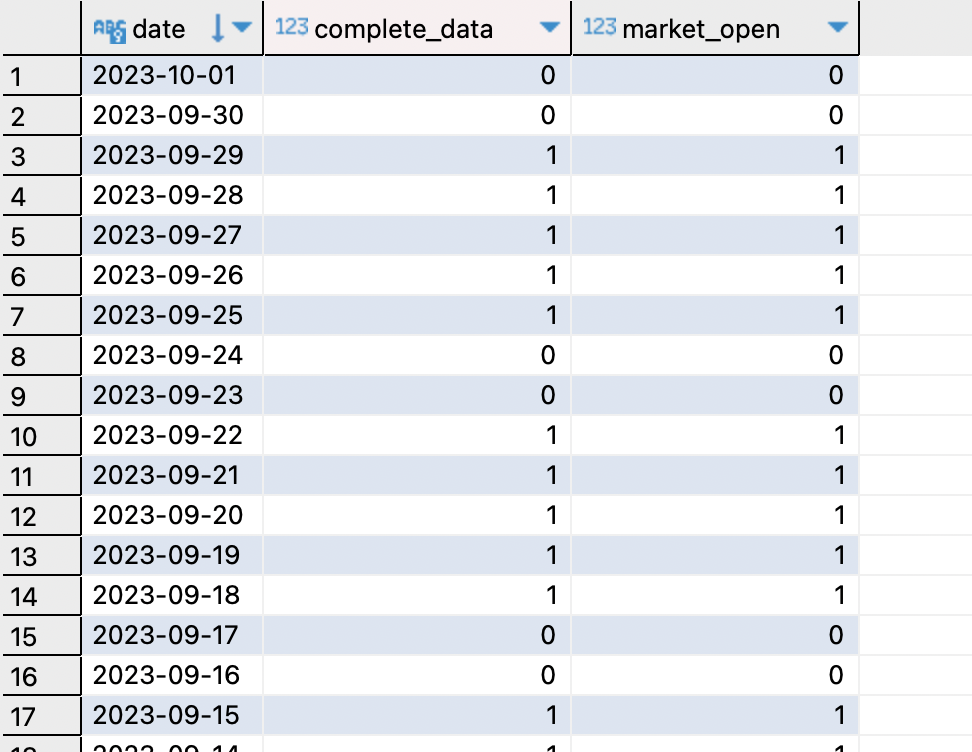 date 123 complete_data 123 market_open
1 2023-10-01 0 0
2 2023-09-30 0 0
3 2023-09-29 1 1
4 2023-09-28 1 1
5 2023-09-27 1 1
6 2023-09-26 1 1
7 2023-09-25 1 1
8 2023-09-24 0 0
9 2023-09-23 0 0
10 2023-09-22 1 1
11 2023-09-21 1 1
12 2023-09-20 1 1
13 2023-09-19 1 1
14 2023-09-18 1 1
15 2023-09-17 0 0
16 2023-09-16 0 0
17 2023-09-15 1 1